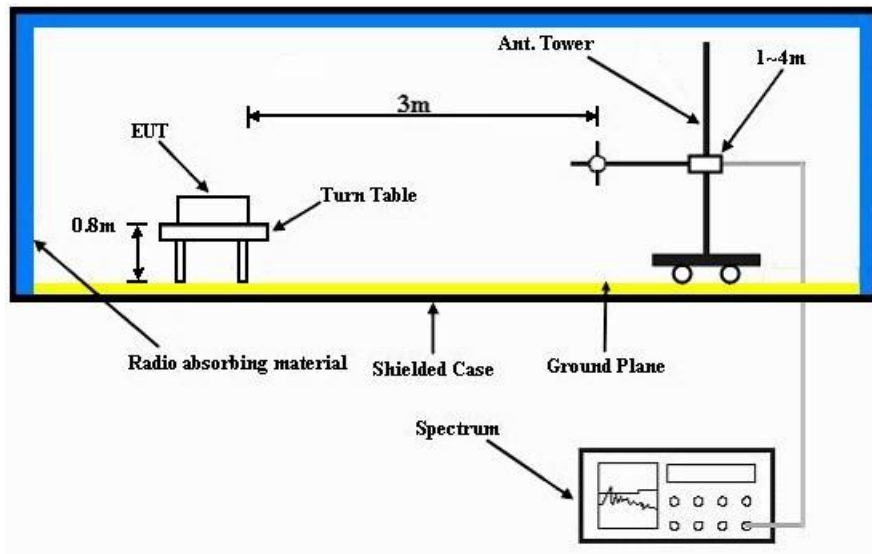 Ant. Tower
1~4m
3m
EUT
Turn Table
0.8m
Radio absorbing material
Shielded Case
Ground Plane
Spectrum